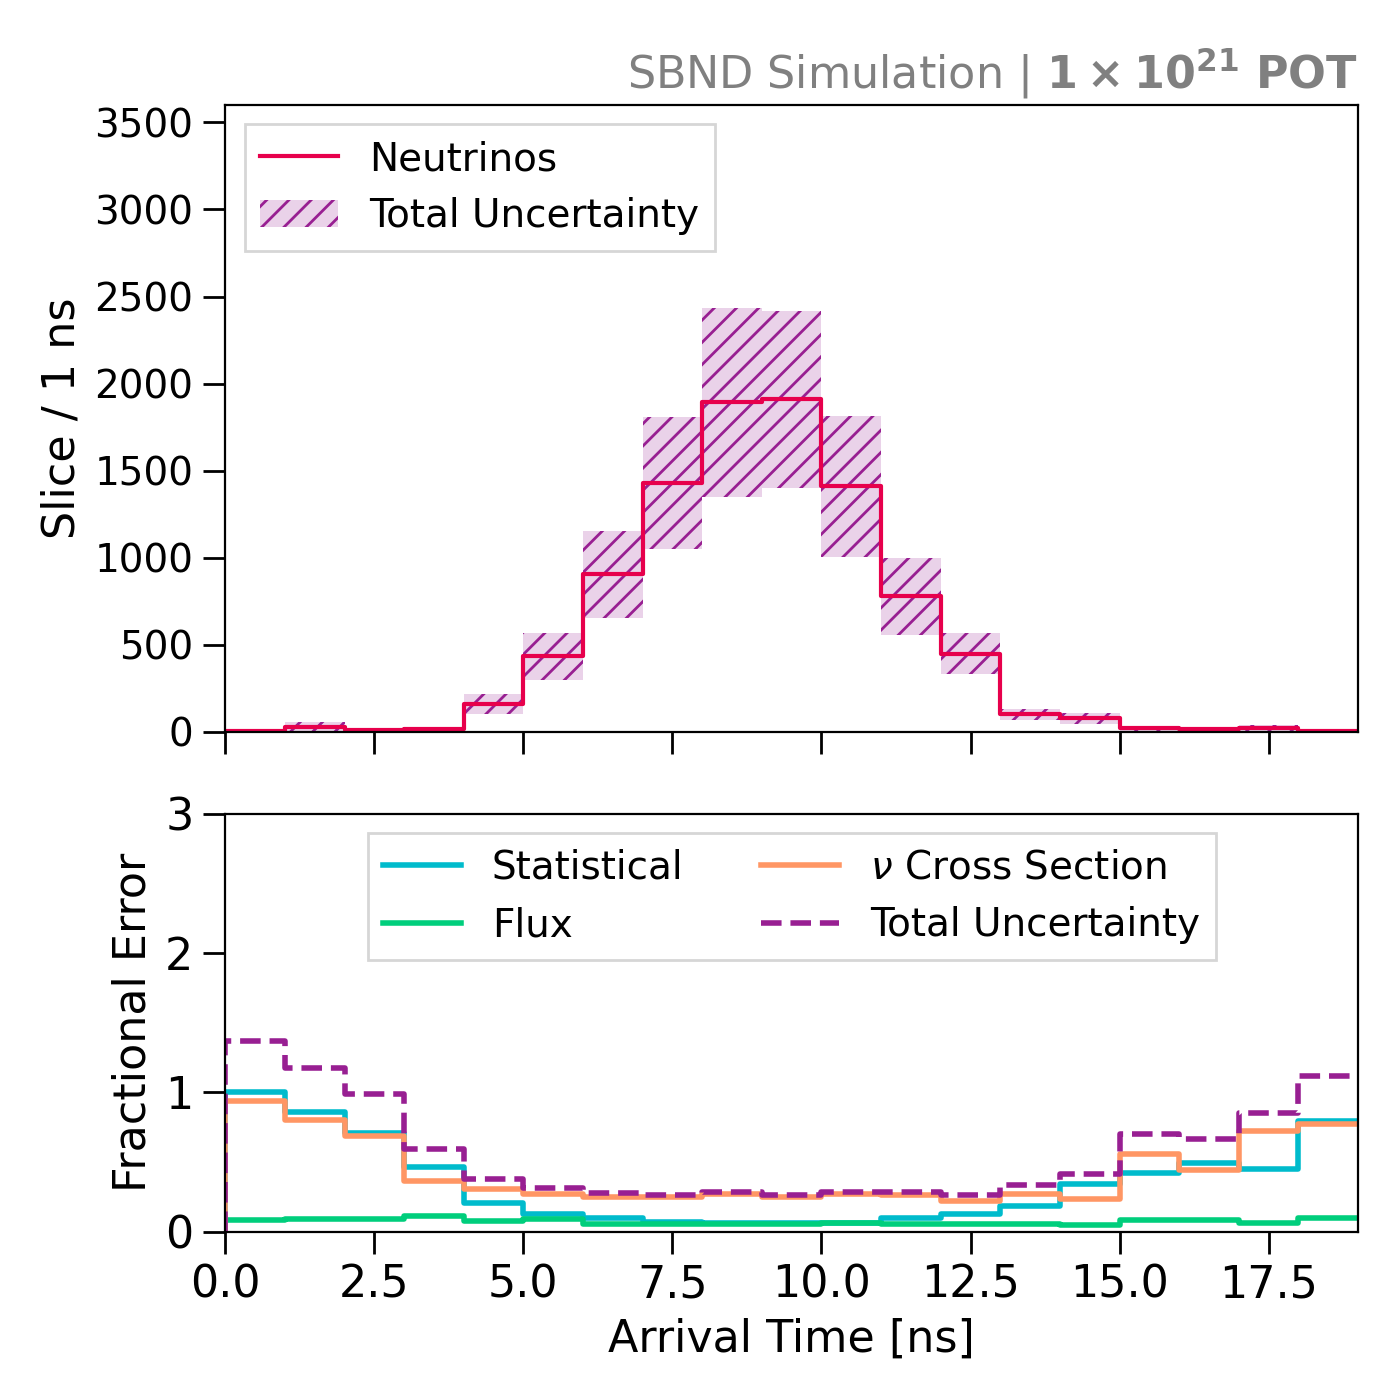 SBND Simulation | 1 × 10²¹ POT
3500
3000
2500
2000
1500
1000
500
0
Slice / 1 ns
Neutrinos
Total Uncertainty
3
2
1
0
Fractional Error
Statistical
Flux
ν Cross Section
Total Uncertainty
0.0 2.5 5.0 7.5 10.0 12.5 15.0 17.5
Arrival Time [ns]